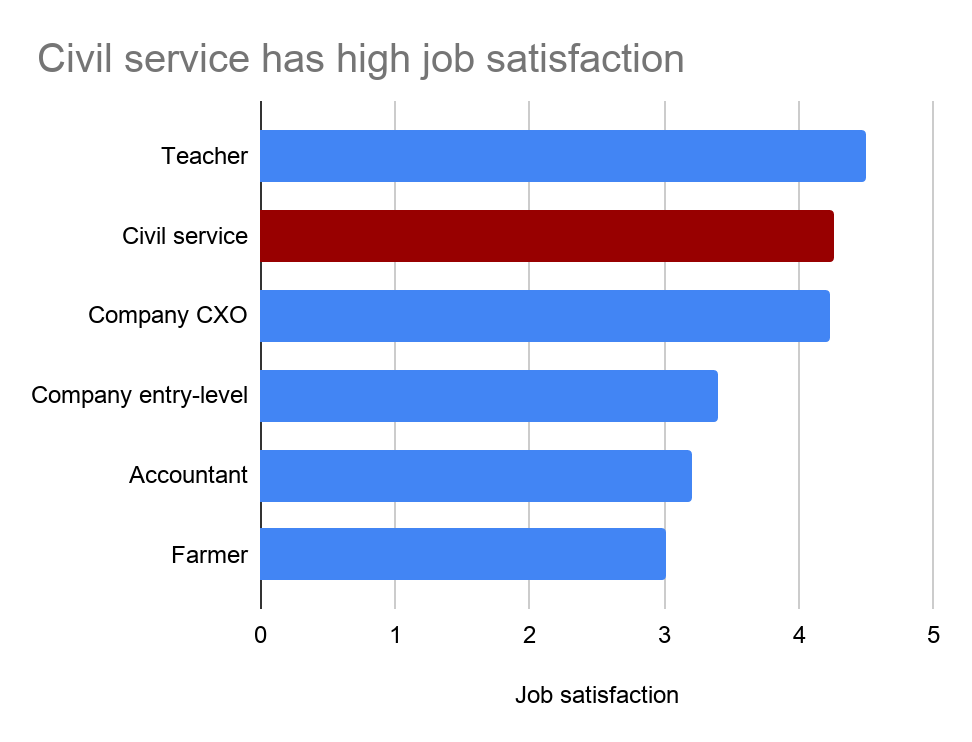 Civil service has high job satisfaction
Teacher
Civil service
Company CXO
Company entry-level
Accountant
Farmer
0 1 2 3 4 5
Job satisfaction